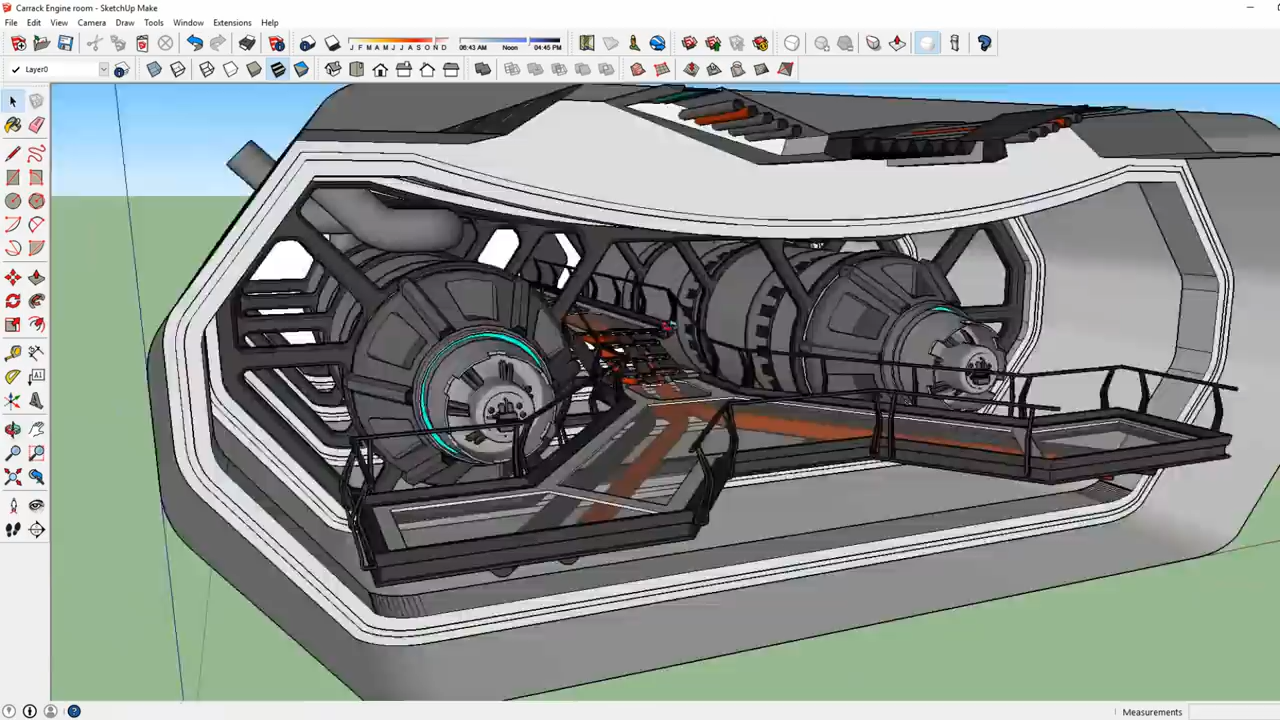 Carrack Engine room - SketchUp Make
File Edit View Camera Draw Tools Window Extensions Help
J F M A M J J A S O N D 06:43 AM Noon 04:45 PM
Layer0
A1
Measurements